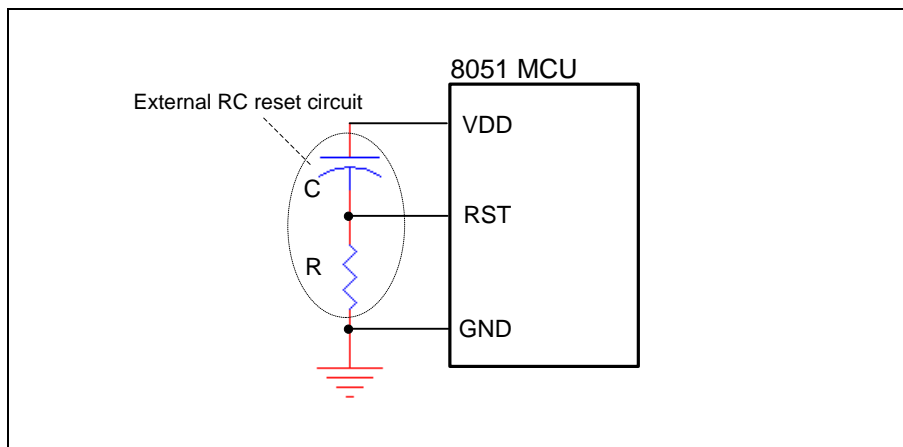 8051 MCU
External RC reset circuit
VDD
C
RST
R
GND